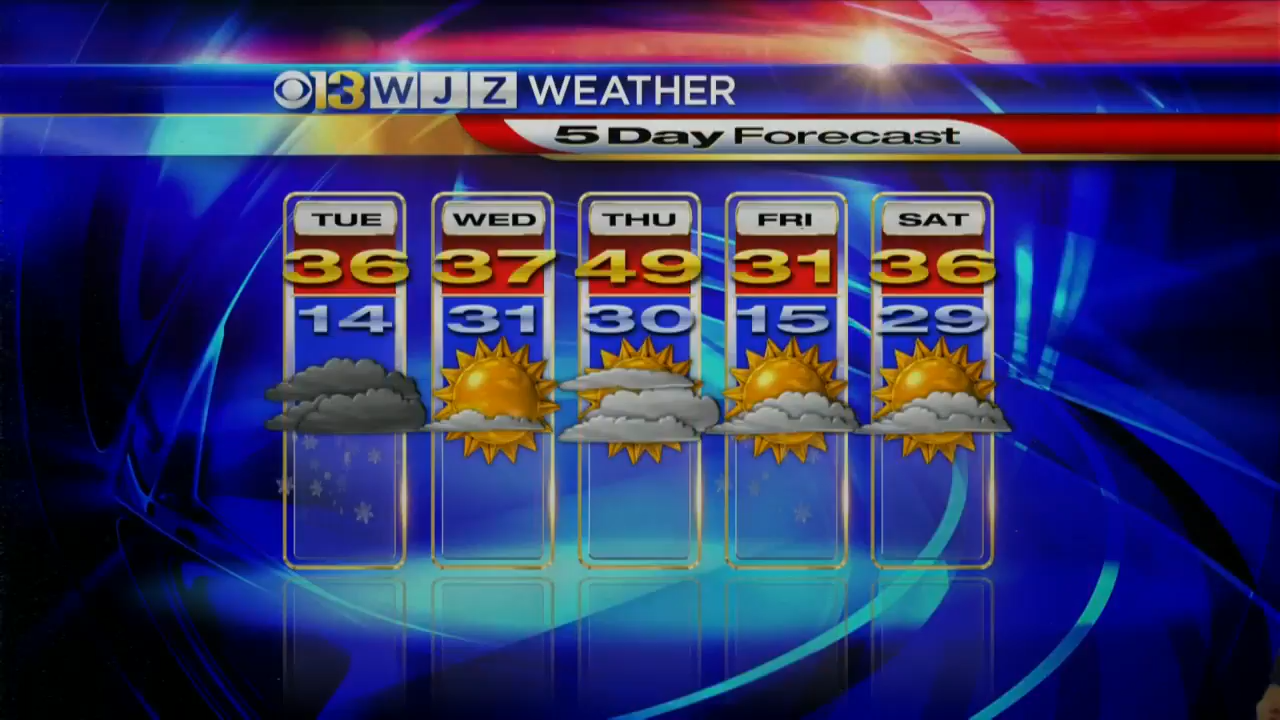 13 WJZ WEATHER
5 Day Forecast
TUE WED THU FRI SAT
36 37 49 31 36
14 31 30 15 29